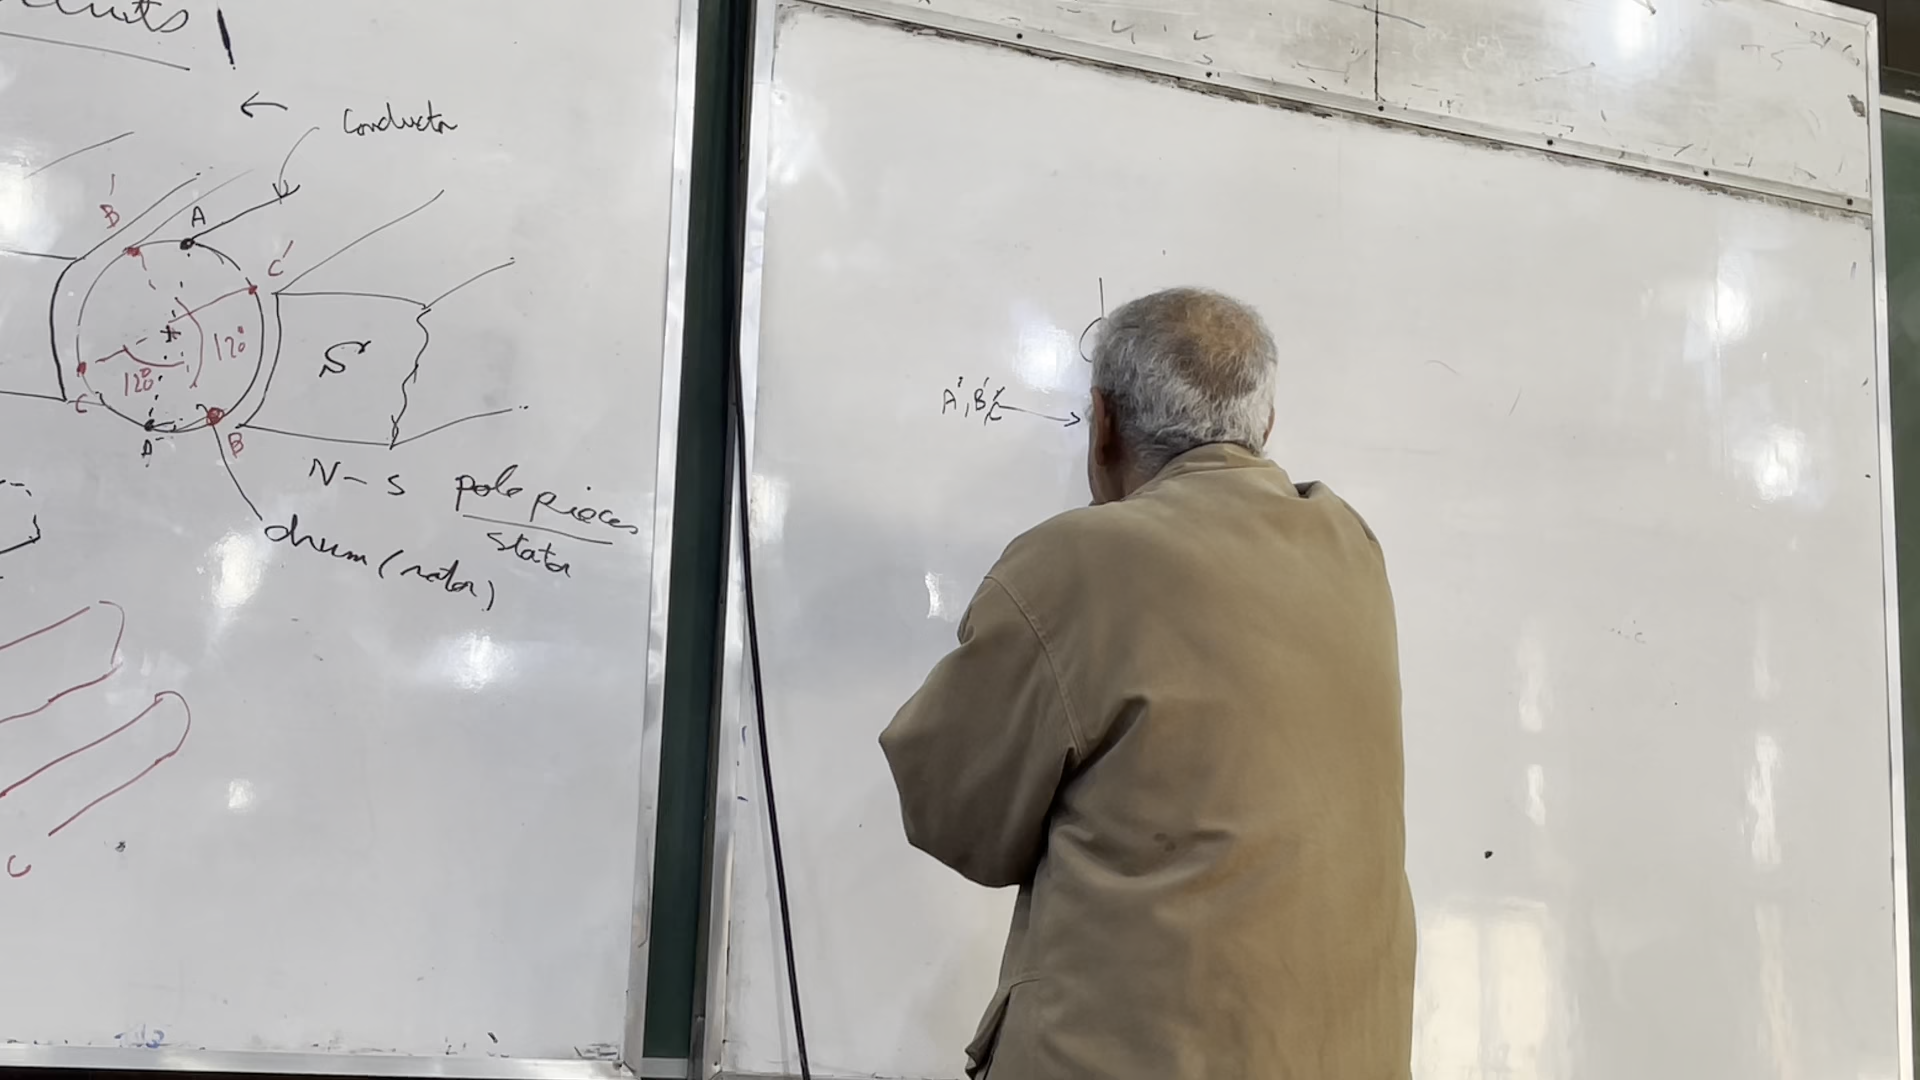 Conductor
B'
A
C'
120°
120°
S
C
A'
B
N-S pole pieces
stator
drum (rotor)
C
A', B', C'